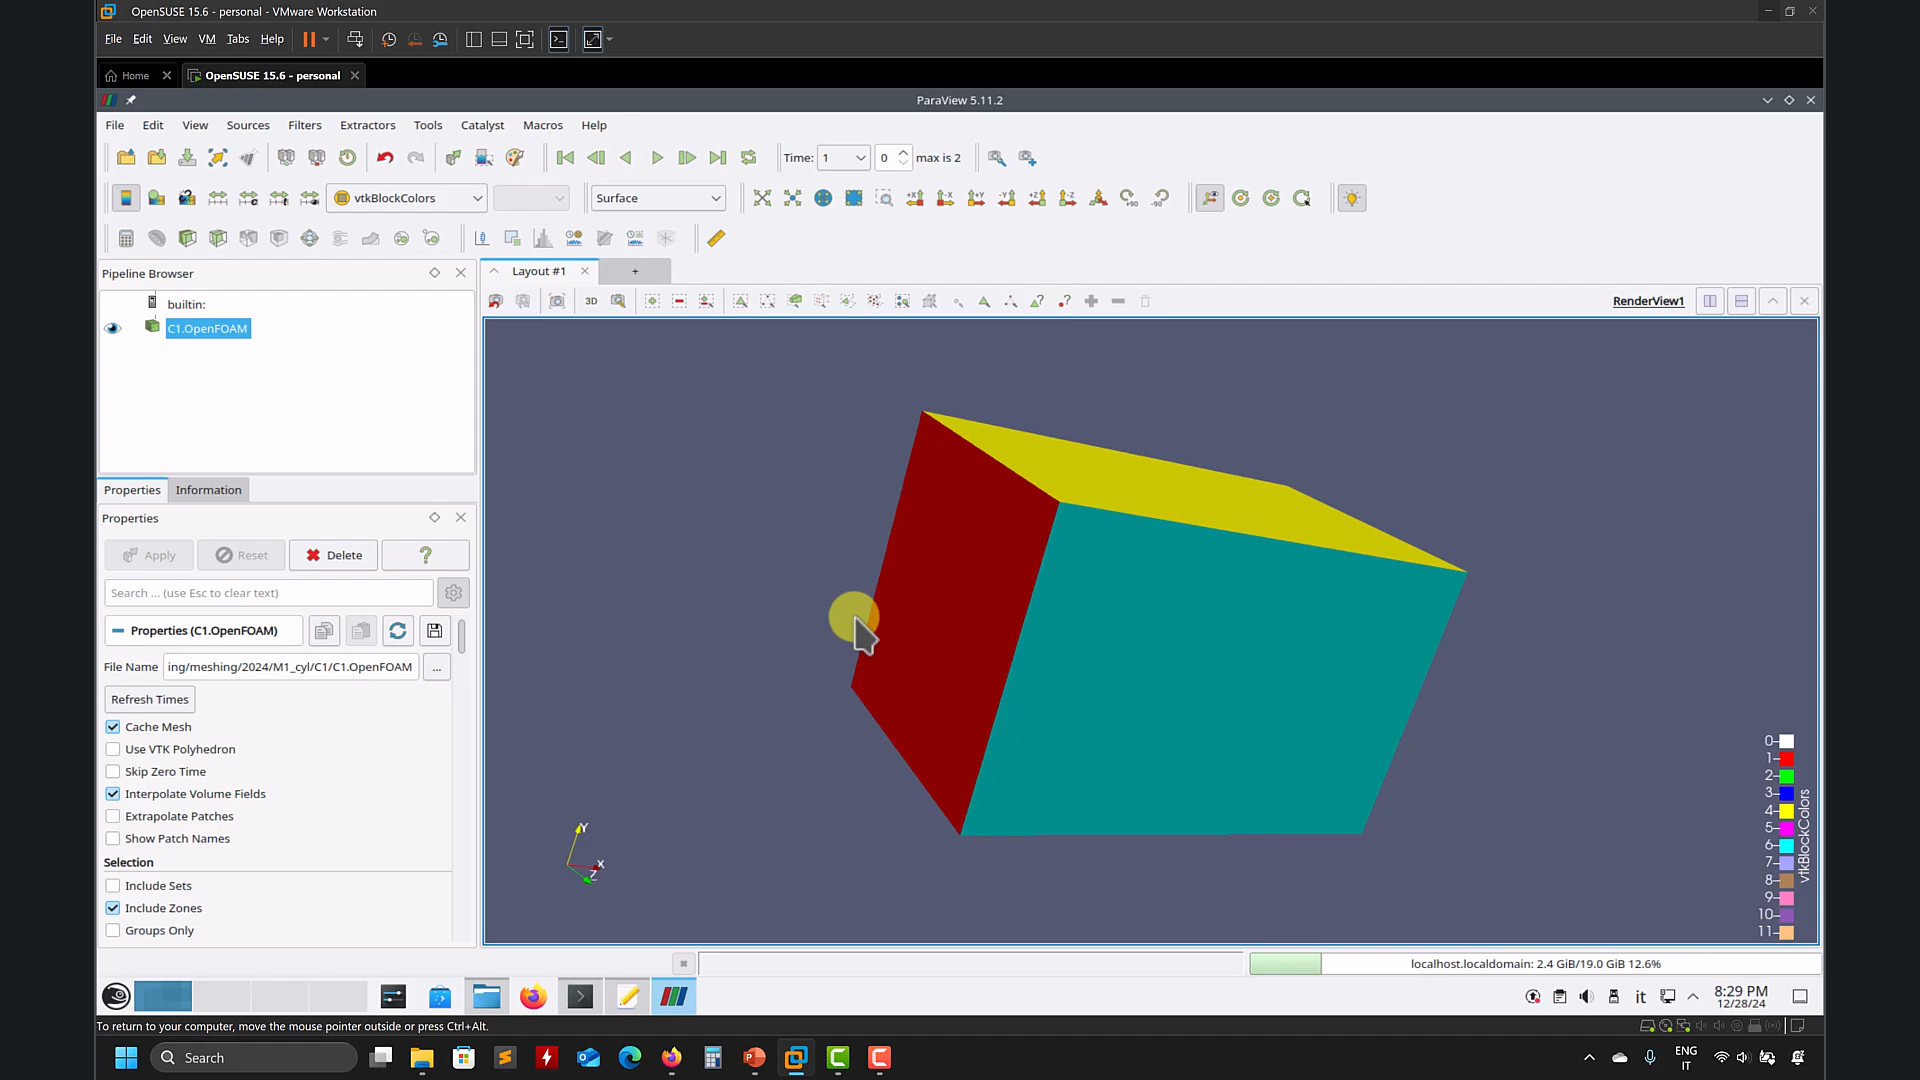 OpenSUSE 15.6 - personal - VMware Workstation
File Edit View VM Tabs Help
Home OpenSUSE 15.6 - personal
ParaView 5.11.2
File Edit View Sources Filters Extractors Tools Catalyst Macros Help
Time: 1 0 max is 2
vtkBlockColors Surface +X -X +Y -Y +Z -Z +90 -90
Pipeline Browser
Layout #1 +
builtin:
3D RenderView1
C1.OpenFOAM
Properties Information
Properties
Apply Reset Delete ?
Search ... (use Esc to clear text)
Properties (C1.OpenFOAM)
File Name ing/meshing/2024/M1_cyl/C1/C1.OpenFOAM ...
Refresh Times
Cache Mesh
Use VTK Polyhedron
Skip Zero Time
Interpolate Volume Fields
Extrapolate Patches
Show Patch Names
Selection
Include Sets
Include Zones
Groups Only
Y
X
Z
0
1
2
3
4
5
6
7
8
9
10
11
vtkBlockColors
localhost.localdomain: 2.4 GiB/19.0 GiB 12.6%
it 8:29 PM
12/28/24
To return to your computer, move the mouse pointer outside or press Ctrl+Alt.
Search
ENG
IT